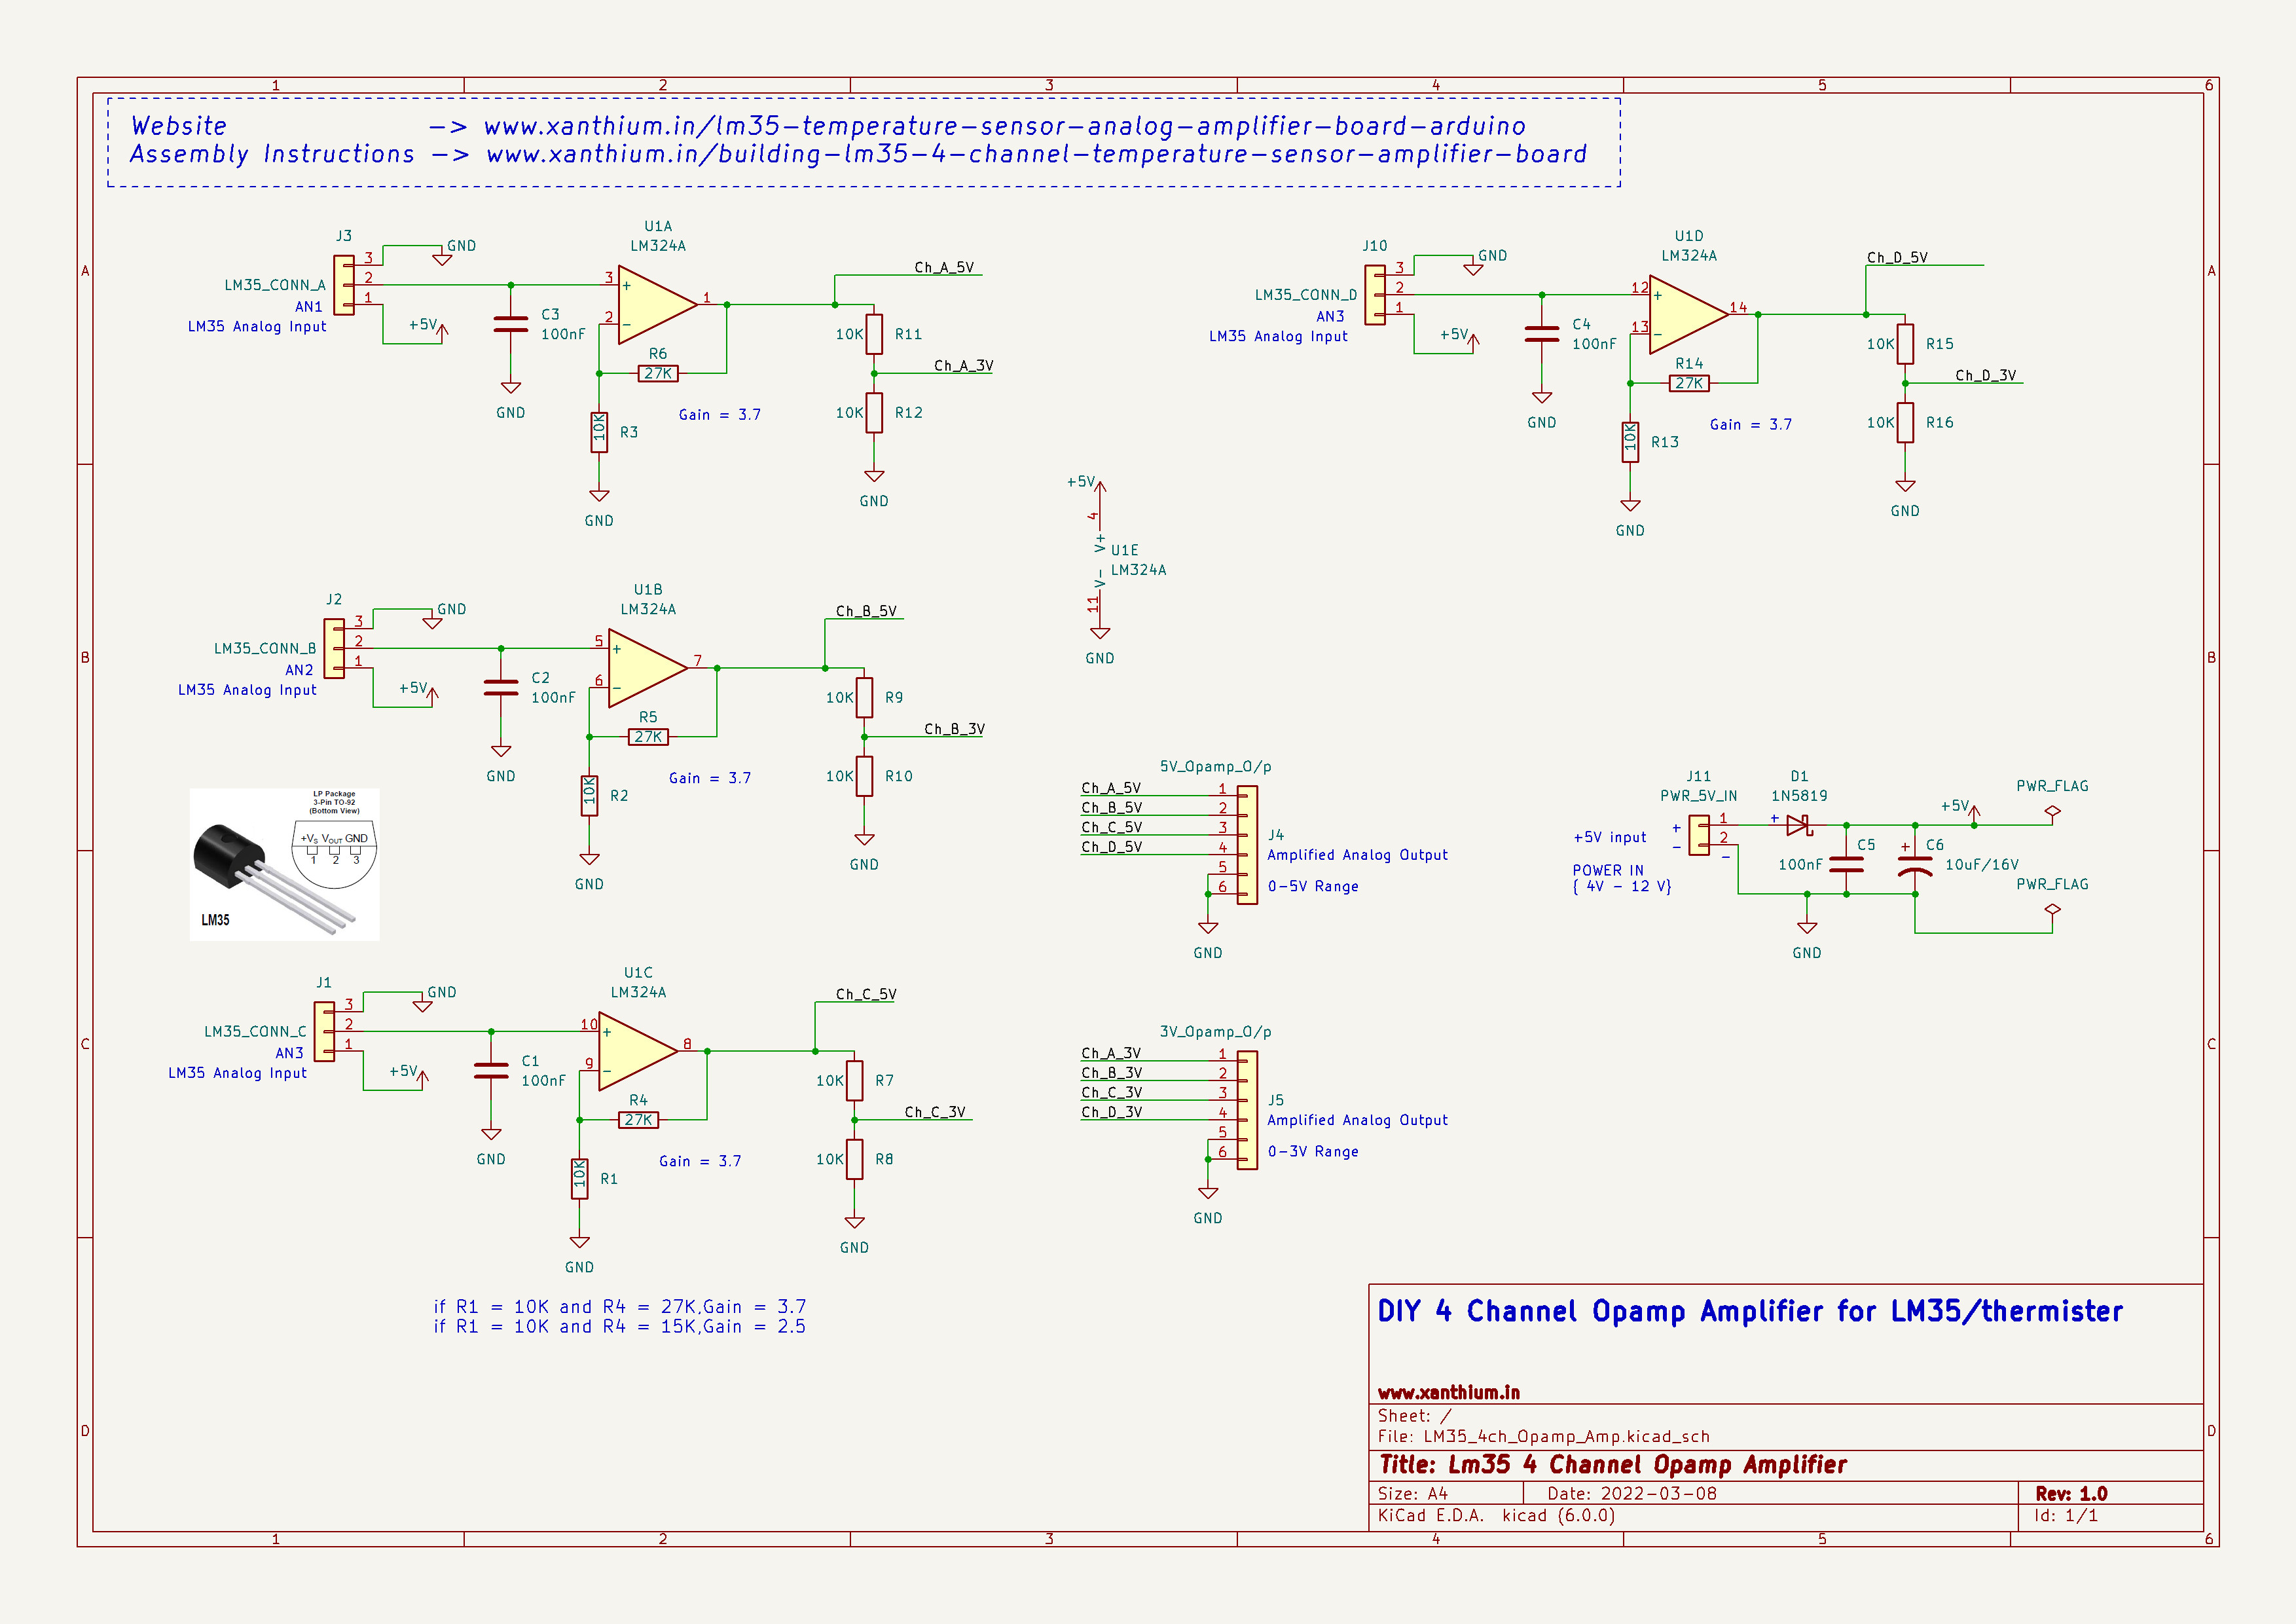 1 2 3 4 5 6
Website -> www.xanthium.in/lm35-temperature-sensor-analog-amplifier-board-arduino
Assembly Instructions -> www.xanthium.in/building-lm35-4-channel-temperature-sensor-amplifier-board
A
J3
LM35_CONN_A
AN1
LM35 Analog Input
3
2
1
GND
+5V
C3
100nF
GND
U1A
LM324A
3
+
2
−
1
R6
27K
10K
R3
GND
Gain = 3.7
Ch_A_5V
10K R11
Ch_A_3V
10K R12
GND
J10
LM35_CONN_D
AN3
LM35 Analog Input
3
2
1
GND
+5V
C4
100nF
GND
U1D
LM324A
12
+
13
−
14
R14
27K
10K
R13
GND
Gain = 3.7
Ch_D_5V
10K R15
Ch_D_3V
10K R16
GND
A
+5V
4
V+
U1E
LM324A
V-
11
GND
B
J2
LM35_CONN_B
AN2
LM35 Analog Input
3
2
1
GND
+5V
C2
100nF
GND
U1B
LM324A
5
+
6
−
7
R5
27K
10K
R2
GND
Gain = 3.7
Ch_B_5V
10K R9
Ch_B_3V
10K R10
GND
B
LP Package
3-Pin TO-92
(Bottom View)
+VS VOUT GND
1 2 3
LM35
5V_Opamp_O/p
Ch_A_5V 1
Ch_B_5V 2
Ch_C_5V 3
Ch_D_5V 4
5
6
J4
Amplified Analog Output
0-5V Range
GND
J11
PWR_5V_IN
+5V input
+
−
POWER IN
{ 4V - 12 V}
1
2
−
+
D1
1N5819
100nF C5
+
C6
10uF/16V
+5V
PWR_FLAG
PWR_FLAG
GND
C
J1
LM35_CONN_C
AN3
LM35 Analog Input
3
2
1
GND
+5V
C1
100nF
GND
U1C
LM324A
10
+
9
−
8
R4
27K
10K
R1
GND
Gain = 3.7
Ch_C_5V
10K R7
Ch_C_3V
10K R8
GND
3V_Opamp_O/p
Ch_A_3V 1
Ch_B_3V 2
Ch_C_3V 3
Ch_D_3V 4
5
6
J5
Amplified Analog Output
0-3V Range
GND
C
if R1 = 10K and R4 = 27K,Gain = 3.7
if R1 = 10K and R4 = 15K,Gain = 2.5
D
DIY 4 Channel Opamp Amplifier for LM35/thermister
www.xanthium.in
Sheet: /
File: LM35_4ch_Opamp_Amp.kicad_sch
Title: Lm35 4 Channel Opamp Amplifier
Size: A4 Date: 2022-03-08 Rev: 1.0
KiCad E.D.A. kicad (6.0.0) Id: 1/1
D
1 2 3 4 5 6